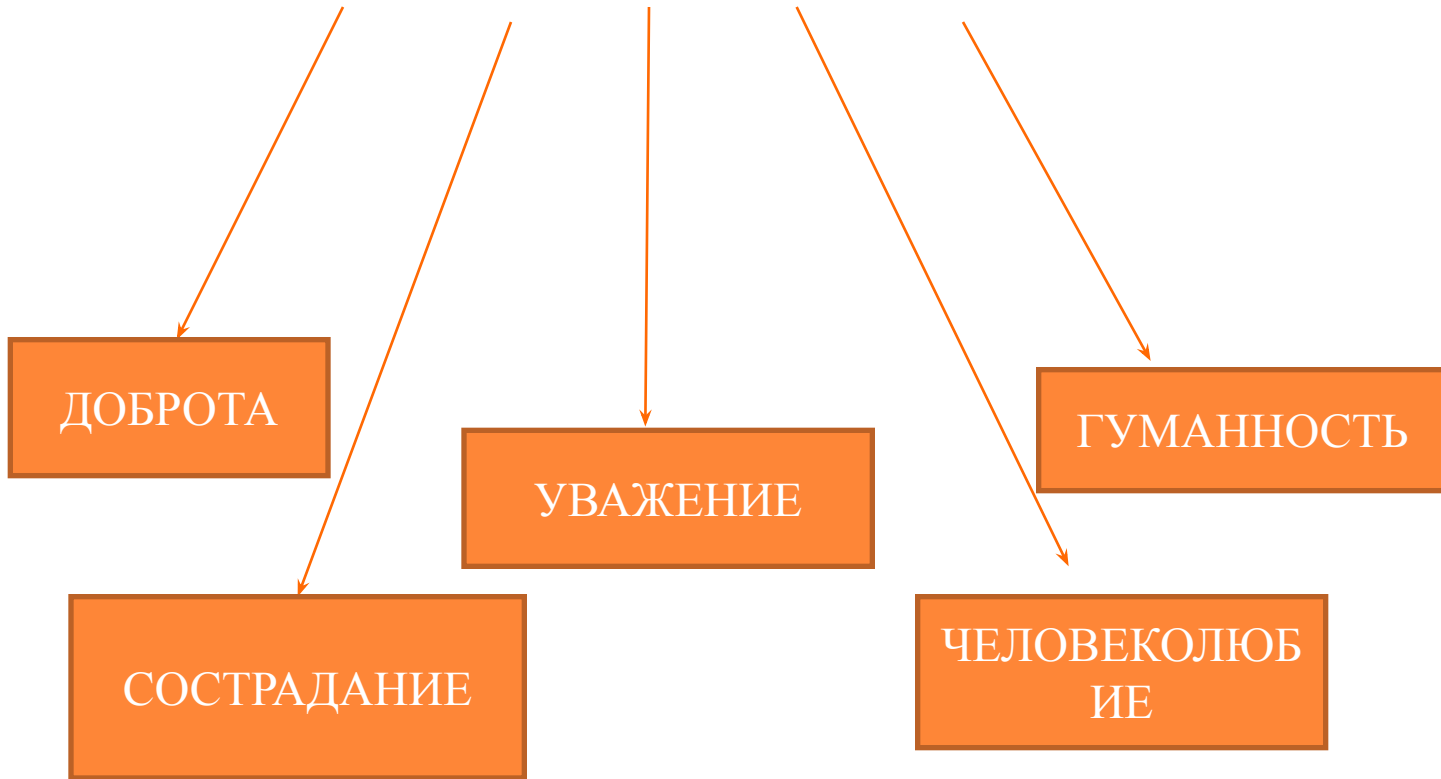 ДОБРОТА
ГУМАННОСТЬ
УВАЖЕНИЕ
СОСТРАДАНИЕ
ЧЕЛОВЕКОЛЮБ
ИЕ